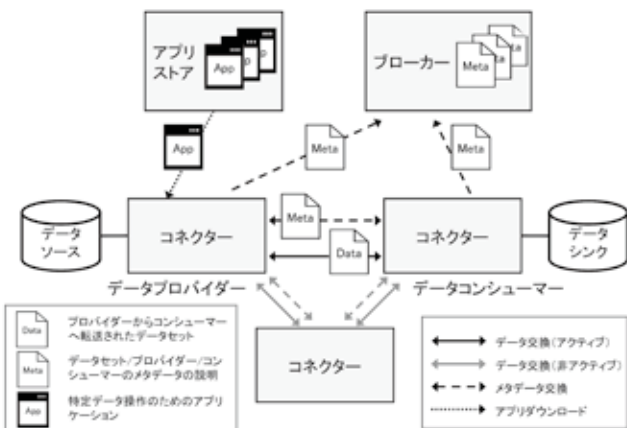 アプリ
ストア
App
ブローカー
Meta
App
Meta
Meta
データ
ソース
コネクター
Meta
Data
コネクター
データ
シンク
データプロバイダー
データコンシューマー
コネクター
Data
プロバイダーからコンシューマー
へ転送されたデータセット
Meta
データセット/プロバイダー/コン
シューマーのメタデータの説明
App
特定データ操作のためのアプリ
ケーション
データ交換(アクティブ)
データ交換(非アクティブ)
メタデータ交換
アプリダウンロード